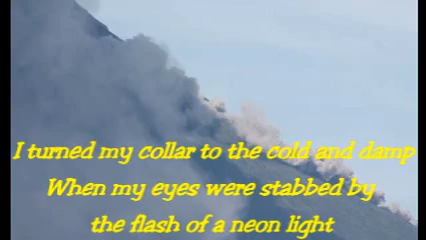 I turned my collar to the cold and damp
When my eyes were stabbed by
the flash of a neon light